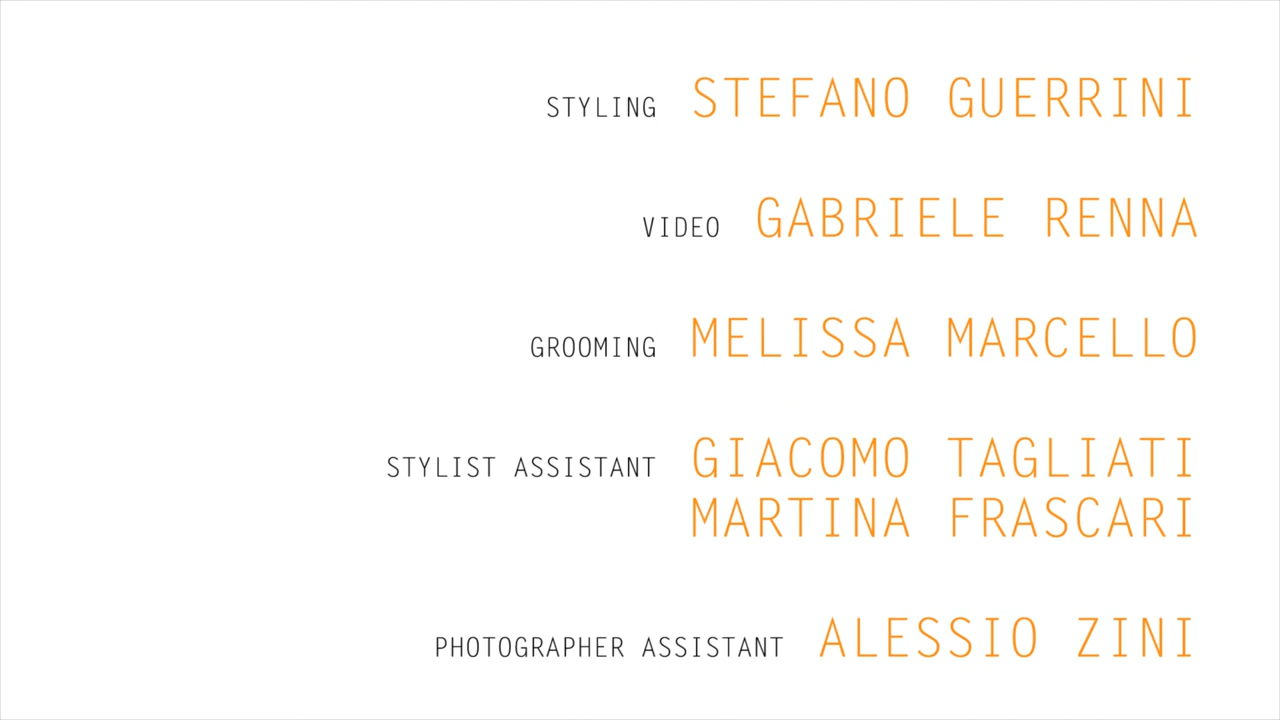 STYLING STEFANO GUERRINI
VIDEO GABRIELE RENNA
GROOMING MELISSA MARCELLO
STYLIST ASSISTANT GIACOMO TAGLIATI
MARTINA FRASCARI
PHOTOGRAPHER ASSISTANT ALESSIO ZINI